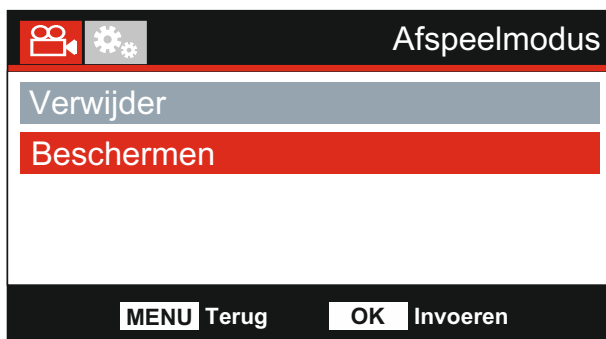 Afspeelmodus
Verwijder
Beschermen
MENU Terug OK Invoeren